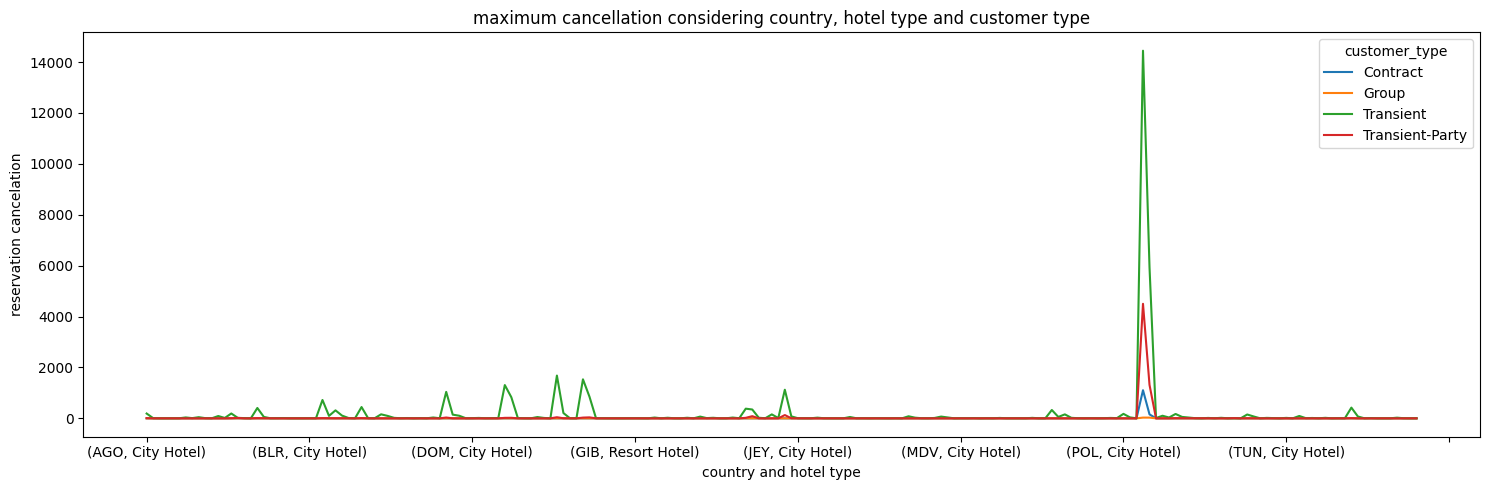 maximum cancellation considering country, hotel type and customer type
customer_type
Contract
Group
Transient
Transient-Party
reservation cancelation
14000
12000
10000
8000
6000
4000
2000
0
(AGO, City Hotel) (BLR, City Hotel) (DOM, City Hotel) (GIB, Resort Hotel) (JEY, City Hotel) (MDV, City Hotel) (POL, City Hotel) (TUN, City Hotel)
country and hotel type